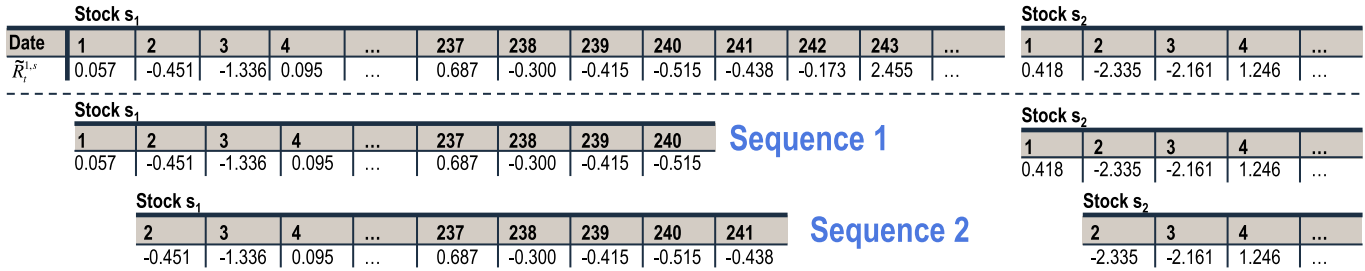 Stock s1 Stock s2
Date 1 2 3 4 ... 237 238 239 240 241 242 243 ... 1 2 3 4 ...
R̃t1,s 0.057 -0.451 -1.336 0.095 ... 0.687 -0.300 -0.415 -0.515 -0.438 -0.173 2.455 ... 0.418 -2.335 -2.161 1.246 ...
Stock s1 Stock s2
1 2 3 4 ... 237 238 239 240 Sequence 1 1 2 3 4 ...
0.057 -0.451 -1.336 0.095 ... 0.687 -0.300 -0.415 -0.515 0.418 -2.335 -2.161 1.246 ...
Stock s1 Stock s2
2 3 4 ... 237 238 239 240 241 Sequence 2 2 3 4 ...
-0.451 -1.336 0.095 ... 0.687 -0.300 -0.415 -0.515 -0.438 -2.335 -2.161 1.246 ...